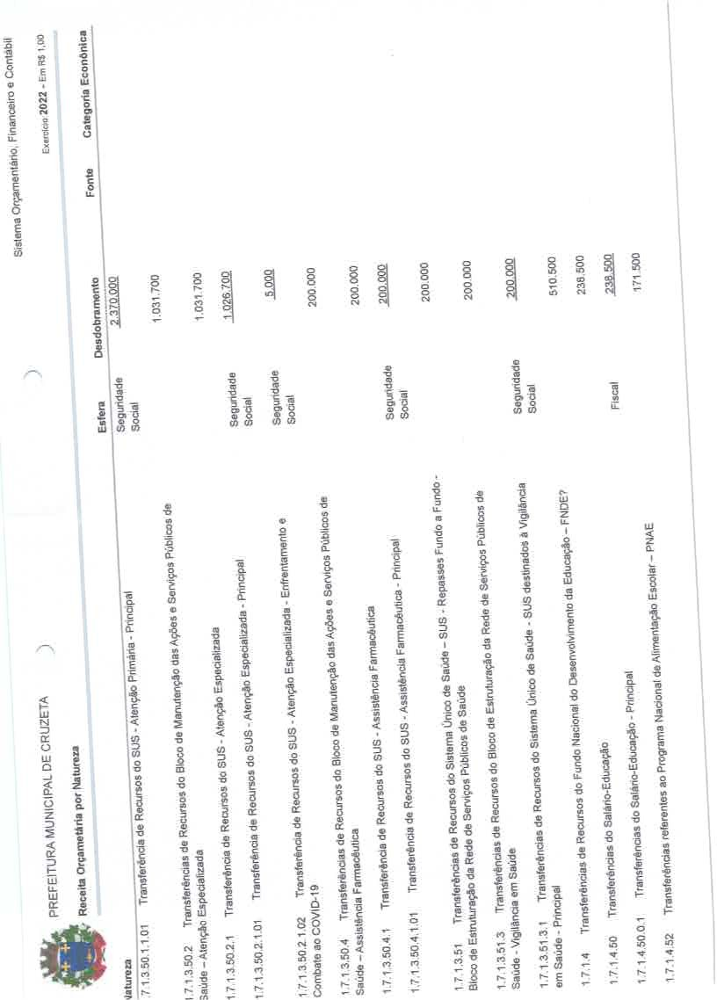 Sistema Orçamentário, Financeiro e Contábil
PREFEITURA MUNICIPAL DE CRUZETA
Exercício 2022 - Em R$ 1,00
Receita Orçametária por Natureza
Natureza Esfera Desdobramento Fonte Categoria Econônica
.7.1.3.50.1.1.01 Transferência de Recursos do SUS - Atenção Primária - Principal Seguridade 2.370.000
Social
1.7.1.3.50.2 Transferências de Recursos do Bloco de Manutenção das Ações e Serviços Públicos de 1.031.700
Saúde – Atenção Especializada
1.7.1.3.50.2.1 Transferência de Recursos do SUS - Atenção Especializada 1.031.700
1.7.1.3.50.2.1.01 Transferência de Recursos do SUS - Atenção Especializada - Principal Seguridade 1.026.700
Social
1.7.1.3.50.2.1.02 Transferência de Recursos do SUS - Atenção Especializada - Enfrentamento e Seguridade 5.000
Combate ao COVID-19 Social
1.7.1.3.50.4 Transferências de Recursos do Bloco de Manutenção das Ações e Serviços Públicos de 200.000
Saúde – Assistência Farmacêutica
1.7.1.3.50.4.1 Transferência de Recursos do SUS - Assistência Farmacêutica 200.000
1.7.1.3.50.4.1.01 Transferência de Recursos do SUS - Assistência Farmacêutica - Principal Seguridade 200.000
Social
1.7.1.3.51 Transferências de Recursos do Sistema Único de Saúde – SUS - Repasses Fundo a Fundo - 200.000
Bloco de Estruturação da Rede de Serviços Públicos de Saúde
1.7.1.3.51.3 Transferências de Recursos do Bloco de Estruturação da Rede de Serviços Públicos de 200.000
Saúde - Vigilância em Saúde
1.7.1.3.51.3.1 Transferências de Recursos do Sistema Único de Saúde - SUS destinados à Vigilância Seguridade 200.000
em Saúde - Principal Social
1.7.1.4 Transferências de Recursos do Fundo Nacional do Desenvolvimento da Educação – FNDE? 510.500
1.7.1.4.50 Transferências do Salário-Educação 238.500
1.7.1.4.50.0.1 Transferências do Salário-Educação - Principal Fiscal 238.500
1.7.1.4.52 Transferências referentes ao Programa Nacional de Alimentação Escolar – PNAE 171.500